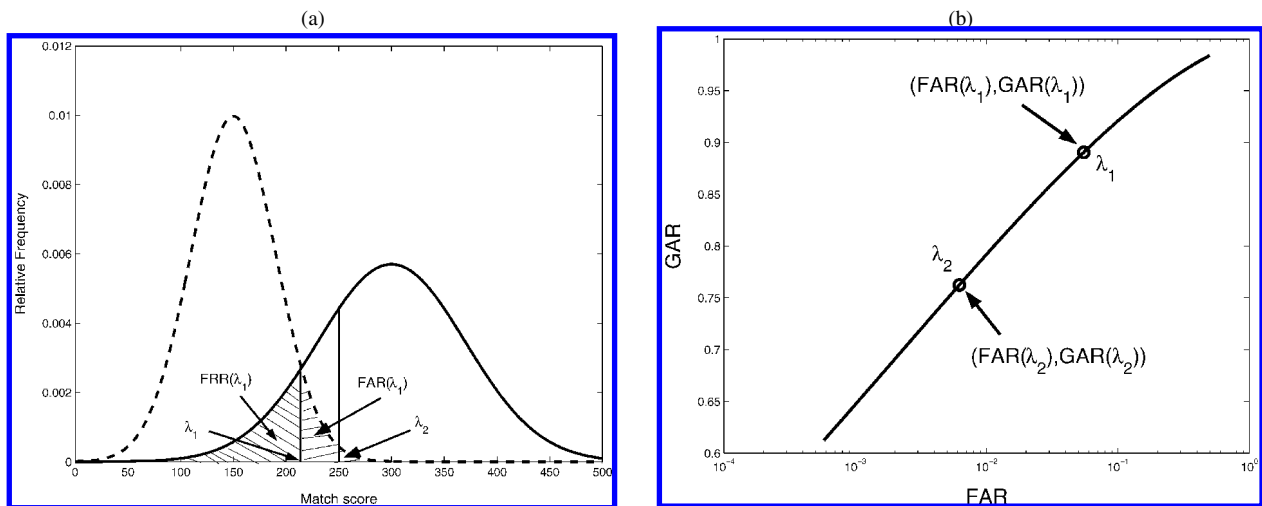 (a)
0.012
0.01
0.008
0.006
0.004
0.002
0
Relative Frequency
FRR(λ1)
FAR(λ1)
λ1
λ2
0 50 100 150 200 250 300 350 400 450 500
Match score
(b)
1
0.95
0.9
0.85
0.8
0.75
0.7
0.65
0.6
GAR
(FAR(λ1),GAR(λ1))
λ1
λ2
(FAR(λ2),GAR(λ2))
10^-4 10^-3 10^-2 10^-1 10^0
FAR